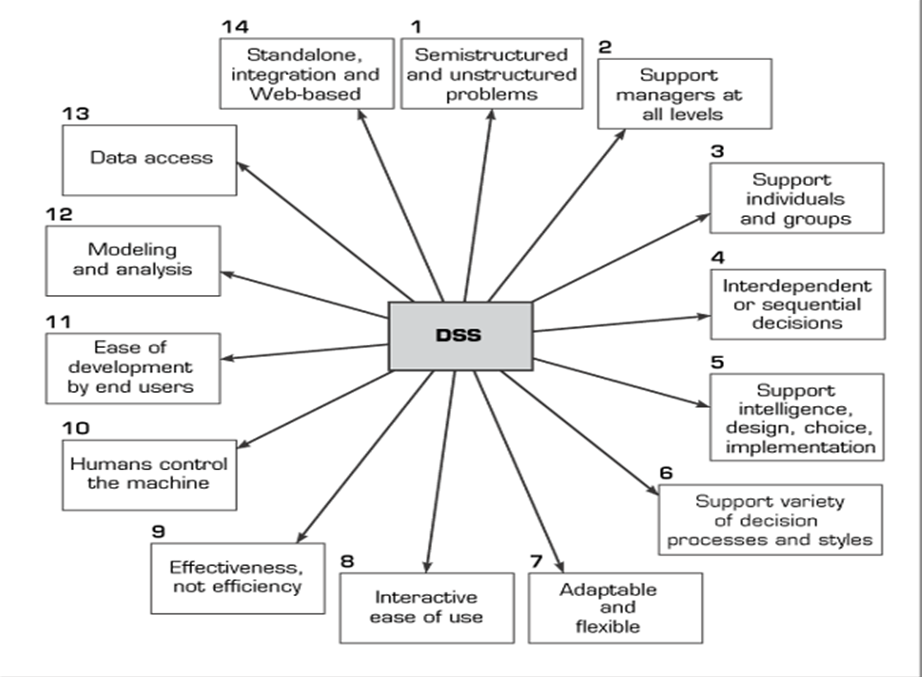 14
Standalone,
integration and
Web-based
1
Semistructured
and unstructured
problems
2
Support
managers at
all levels
3
Support
individuals
and groups
4
Interdependent
or sequential
decisions
5
Support
intelligence,
design, choice,
implementation
6
Support variety
of decision
processes and styles
7
Adaptable
and
flexible
8
Interactive
ease of use
9
Effectiveness,
not efficiency
10
Humans control
the machine
11
Ease of
development
by end users
12
Modeling
and analysis
13
Data access
DSS